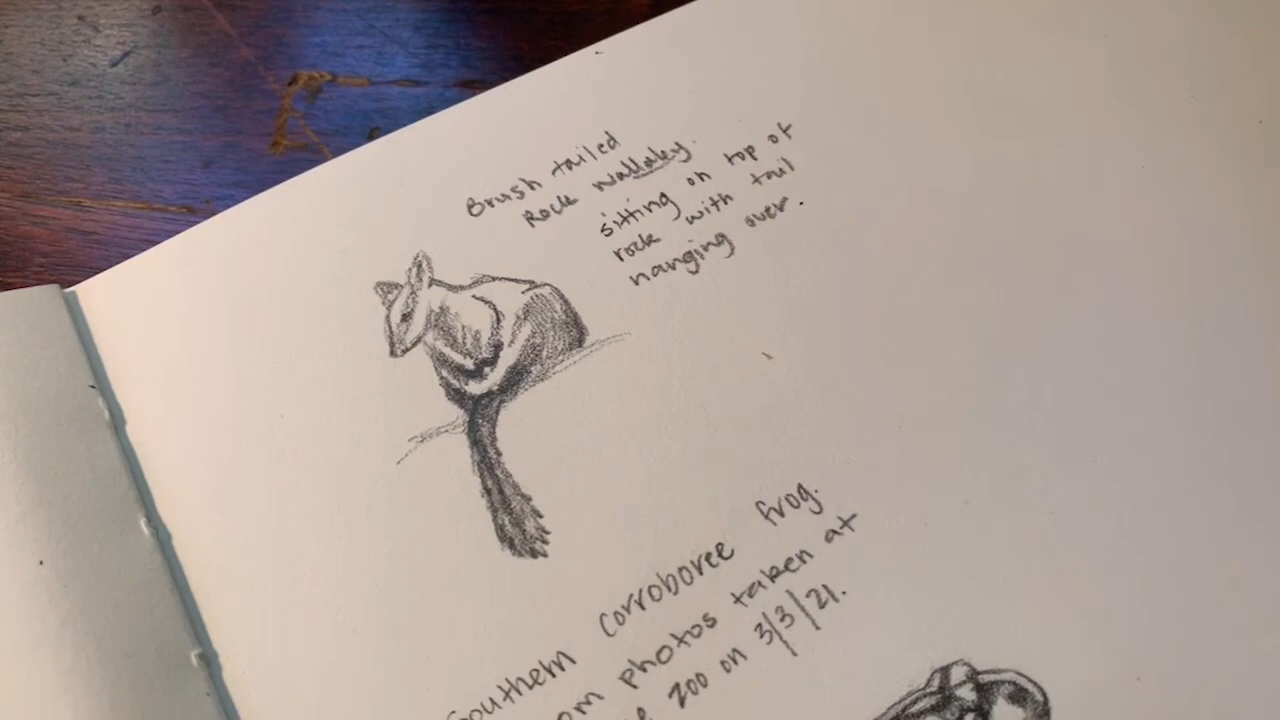 Brush tailed
Rock Wallaby.
sitting on top of
rock with tail
hanging over.
Southern Corroboree frog.
photos taken at
zoo on 3/3/21.